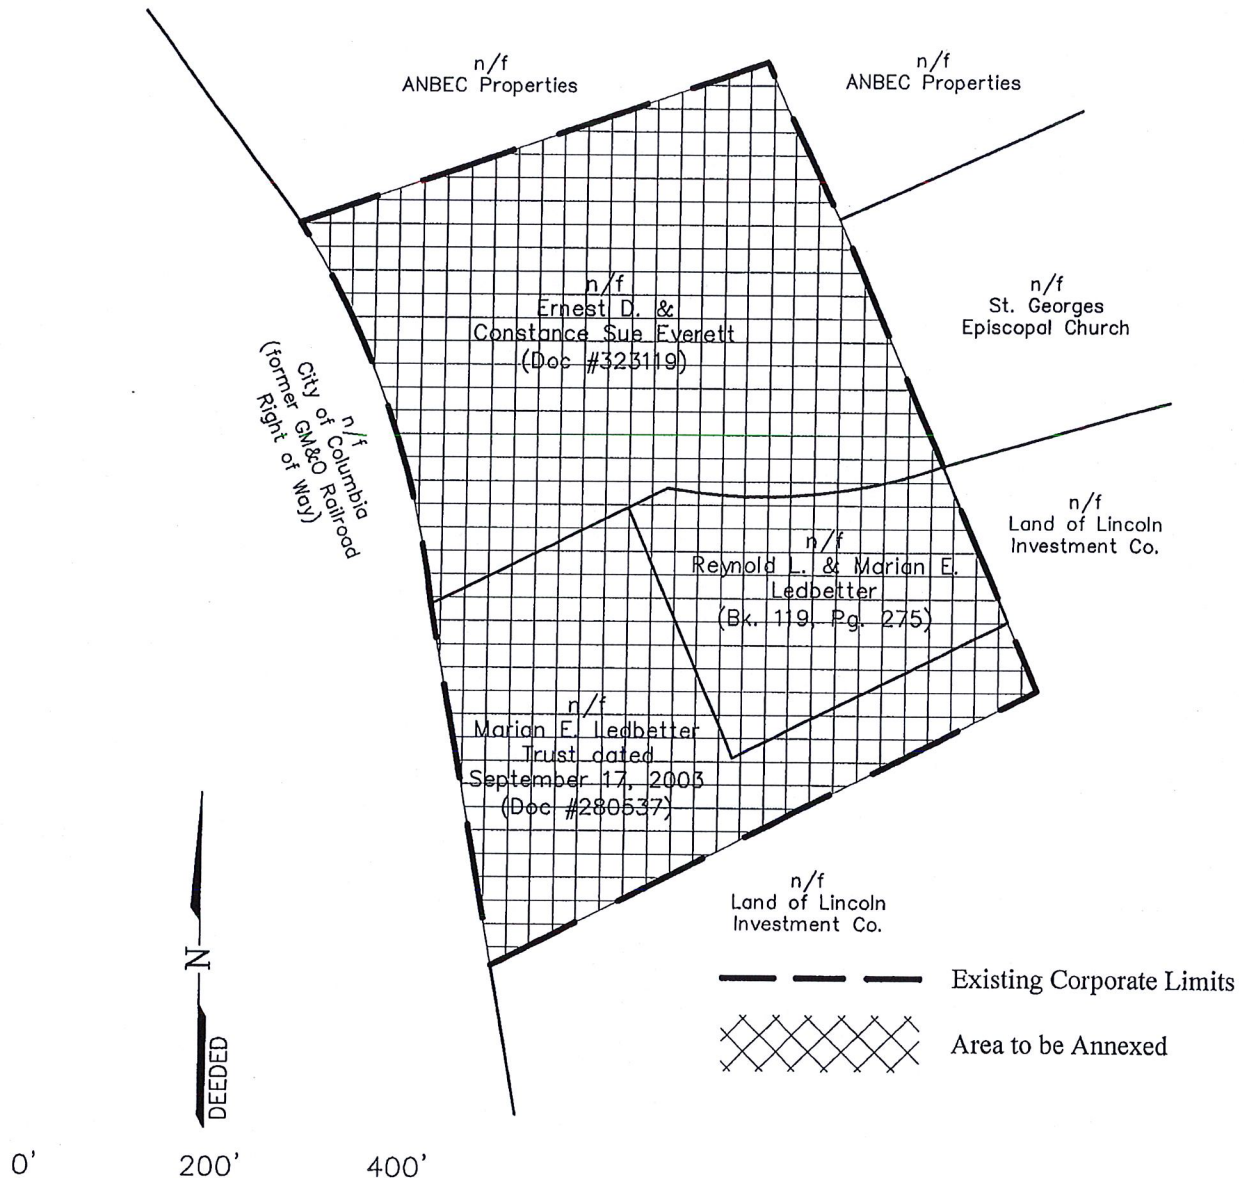 n/f
ANBEC Properties
n/f
ANBEC Properties
n/f
Ernest D. &
Constance Sue Everett
(Doc #323119)
n/f
St. Georges
Episcopal Church
n/f
City of Columbia
(former GM&O Railroad
Right of Way)
n/f
Land of Lincoln
Investment Co.
n/f
Reynold L. & Marian E.
Ledbetter
(Bk. 119, Pg. 275)
n/f
Marian E. Ledbetter
Trust dated
September 17, 2003
(Doc #280637)
n/f
Land of Lincoln
Investment Co.
N
DEEDED
Existing Corporate Limits
Area to be Annexed
0' 200' 400'